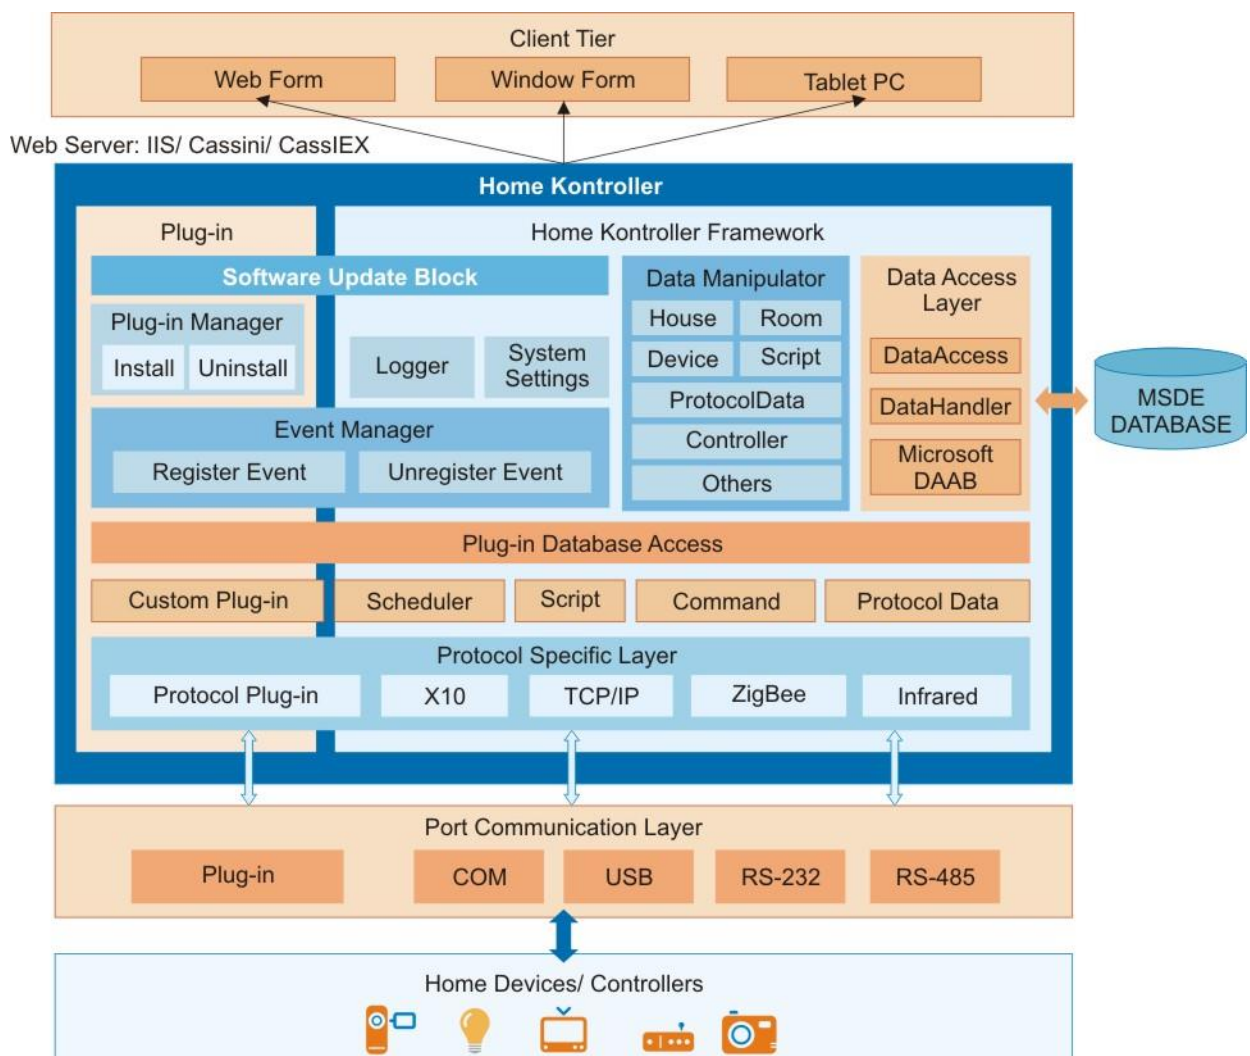 Client Tier
Web Form
Window Form
Tablet PC
Web Server: IIS/ Cassini/ CassIEX
Home Kontroller
Plug-in
Home Kontroller Framework
Software Update Block
Plug-in Manager
Install
Uninstall
Logger
System
Settings
Event Manager
Register Event
Unregister Event
Data Manipulator
House
Room
Device
Script
ProtocolData
Controller
Others
Data Access
Layer
DataAccess
DataHandler
Microsoft
DAAB
MSDE
DATABASE
Plug-in Database Access
Custom Plug-in
Scheduler
Script
Command
Protocol Data
Protocol Specific Layer
Protocol Plug-in
X10
TCP/IP
ZigBee
Infrared
Port Communication Layer
Plug-in
COM
USB
RS-232
RS-485
Home Devices/ Controllers